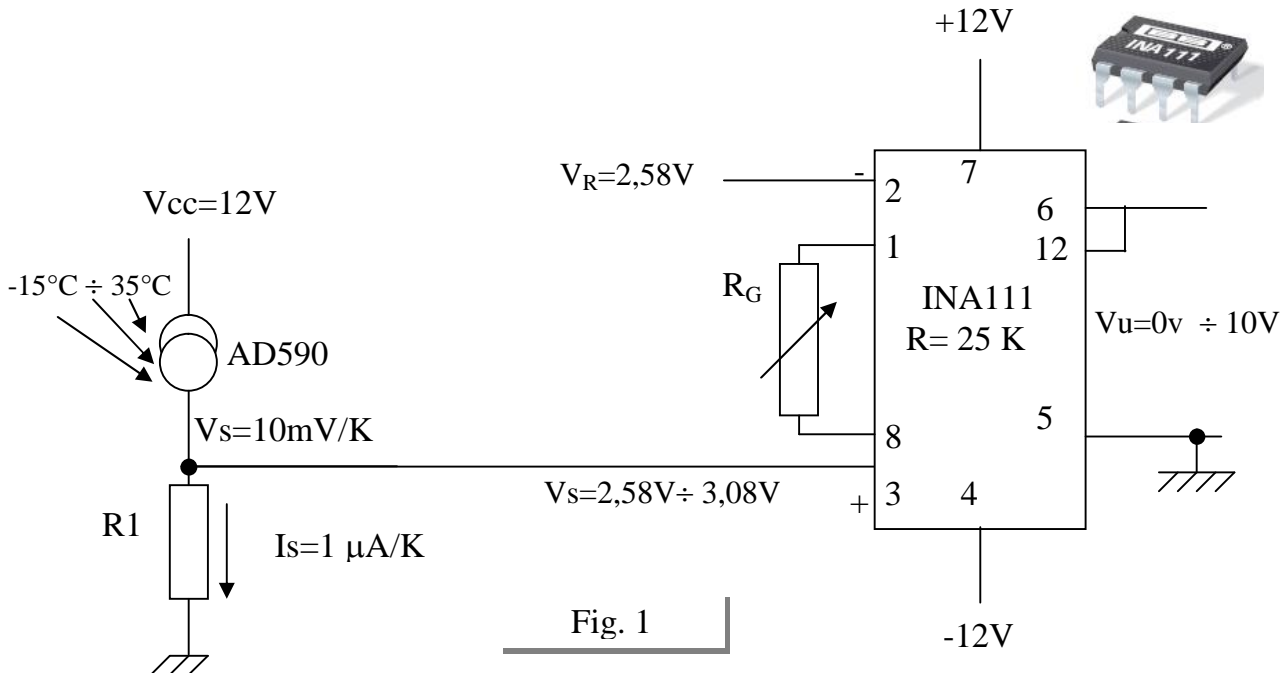 +12V
INA111
®
V_R=2,58V
-
2
7
6
12
Vcc=12V
1
-15°C ÷ 35°C
R_G
INA111
R= 25 K
Vu=0v ÷ 10V
AD590
Vs=10mV/K
8
5
Vs=2,58V÷ 3,08V
+
3
4
R1
Is=1 μA/K
Fig. 1
-12V